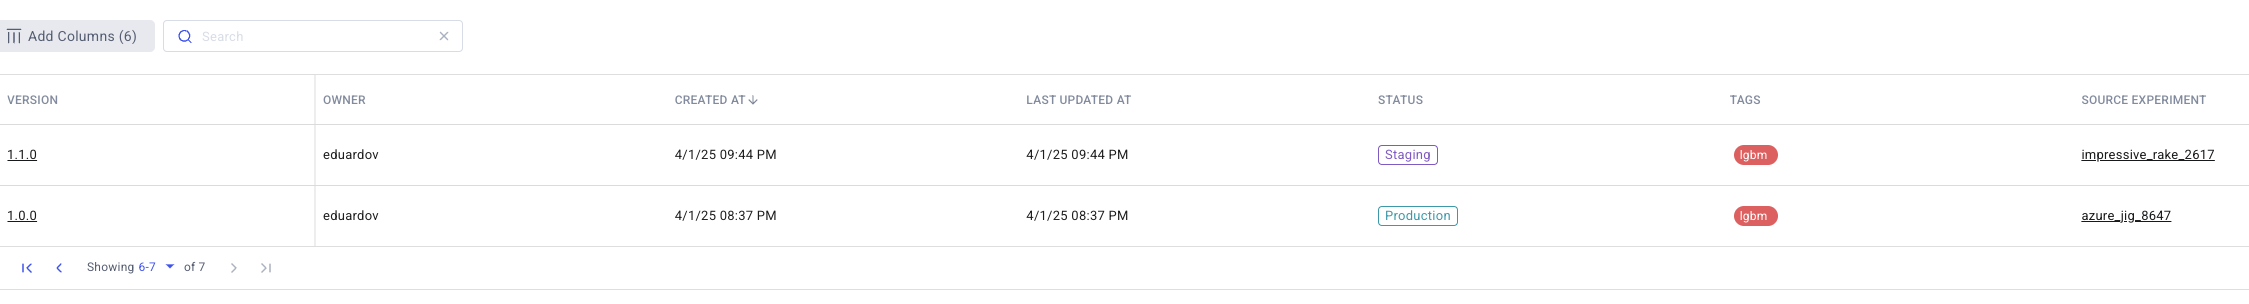 Add Columns (6) Search
VERSION OWNER CREATED AT LAST UPDATED AT STATUS TAGS SOURCE EXPERIMENT
1.1.0 eduardov 4/1/25 09:44 PM 4/1/25 09:44 PM Staging lgbm impressive_rake_2617
1.0.0 eduardov 4/1/25 08:37 PM 4/1/25 08:37 PM Production lgbm azure_jig_8647
Showing 6-7 of 7